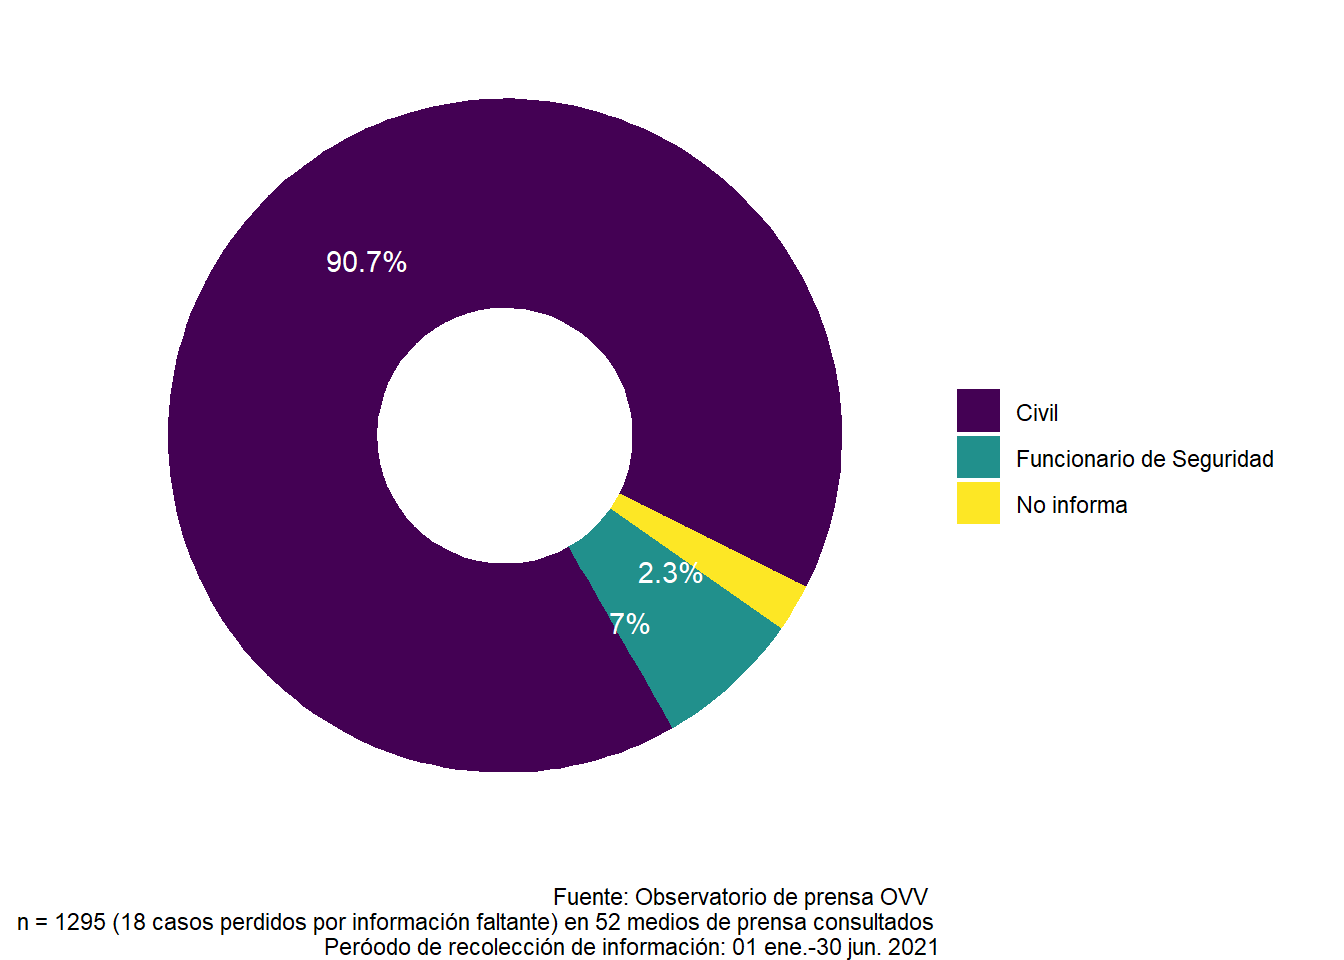 90.7%
2.3%
7%
Civil
Funcionario de Seguridad
No informa
Fuente: Observatorio de prensa OVV
n = 1295 (18 casos perdidos por información faltante) en 52 medios de prensa consultados
Peróodo de recolección de información: 01 ene.-30 jun. 2021